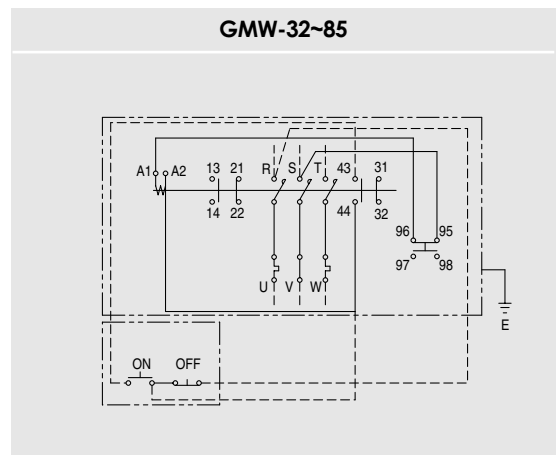 GMW-32~85
A1 A2 13 21 R S T 43 31
14 22 44 32
96 95
97 98
U V W
E
ON OFF